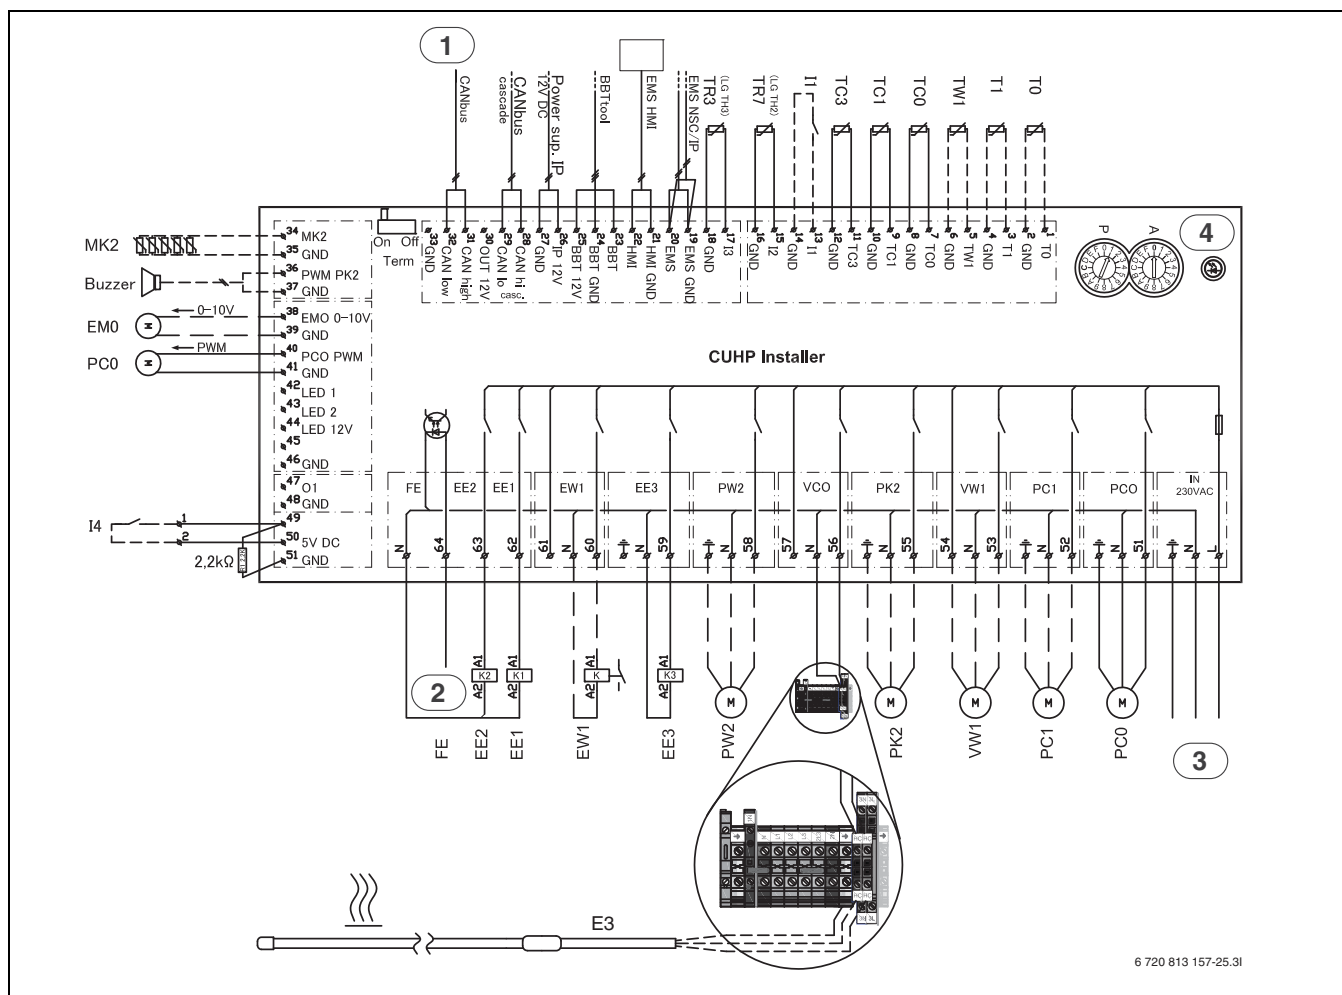 1
CANbus
CANbus
cascade
Power sup. IP
12V DC
BBTtool
EMS HMI
EMS NSC/IP
TR3
(LG TH3)
TR7
(LG TH2)
I1
TC3
TC1
TC0
TW1
T1
T0
MK2
Buzzer
EM0
0-10V
PC0
PWM
34 MK2
35 GND
36 PWM PK2
37 GND
38 EMO 0-10V
39 GND
40 PCO PWM
41 GND
42 LED 1
43 LED 2
44 LED 12V
45
46 GND
47 O1
48 GND
49
50 5V DC
51 GND
On Off
Term
33 GND
32 CAN low
31 CAN high
30 OUT 12V
29 CAN lo
28 CAN hi
casc.
27 GND
26 IP 12V
25 BBT 12V
24 BBT GND
23 BBT
22 HMI
21 HMI GND
20 EMS
19 EMS GND
18 GND
17 I3
16 GND
15 I2
14 GND
13 I1
12 GND
11 TC3
10 GND
9 TC1
8 GND
7 TC0
6 GND
5 TW1
4 GND
3 T1
2 GND
1 T0
P
A
4
CUHP Installer
I4
1
2
2,2kΩ
FE
EE2
EE1
EW1
EE3
PW2
VCO
PK2
VW1
PC1
PCO
IN
230VAC
N
64
63
62
61
N
60
N
59
N
58
57
N
56
N
55
54
N
53
N
52
N
51
N
L
A1
K2
A2
A1
K1
A2
A1
K
A2
A1
K3
A2
M
M
M
M
M
M
M
2
3
FE
EE2
EE1
EW1
EE3
PW2
PK2
VW1
PC1
PC0
E3
6 720 813 157-25.3I